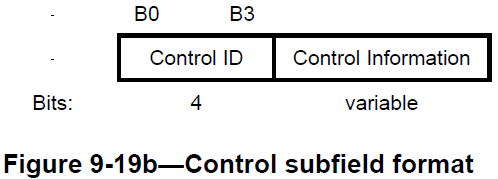 - B0 B3
- Control ID Control Information
Bits: 4 variable
Figure 9-19b—Control subfield format